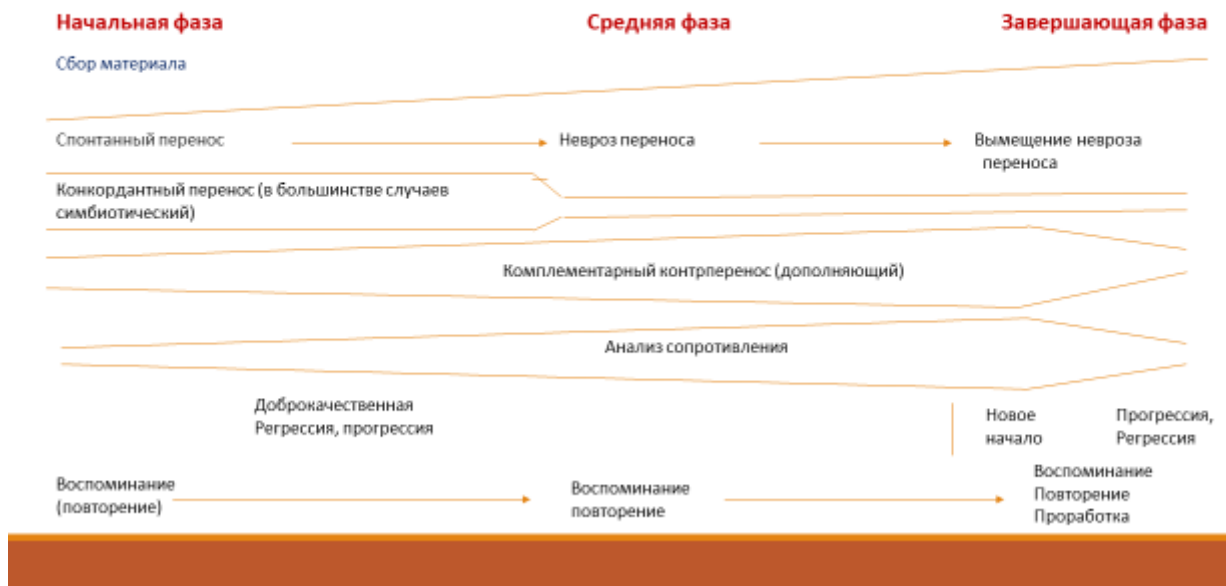 Начальная фаза
Средняя фаза
Завершающая фаза
Сбор материала
Спонтанный перенос
Невроз переноса
Вымещение невроза
переноса
Конкордантный перенос (в большинстве случаев
симбиотический)
Комплементарный контрперенос (дополняющий)
Анализ сопротивления
Доброкачественная
Регрессия, прогрессия
Новое
начало
Прогрессия,
Регрессия
Воспоминание
(повторение)
Воспоминание
повторение
Воспоминание
Повторение
Проработка